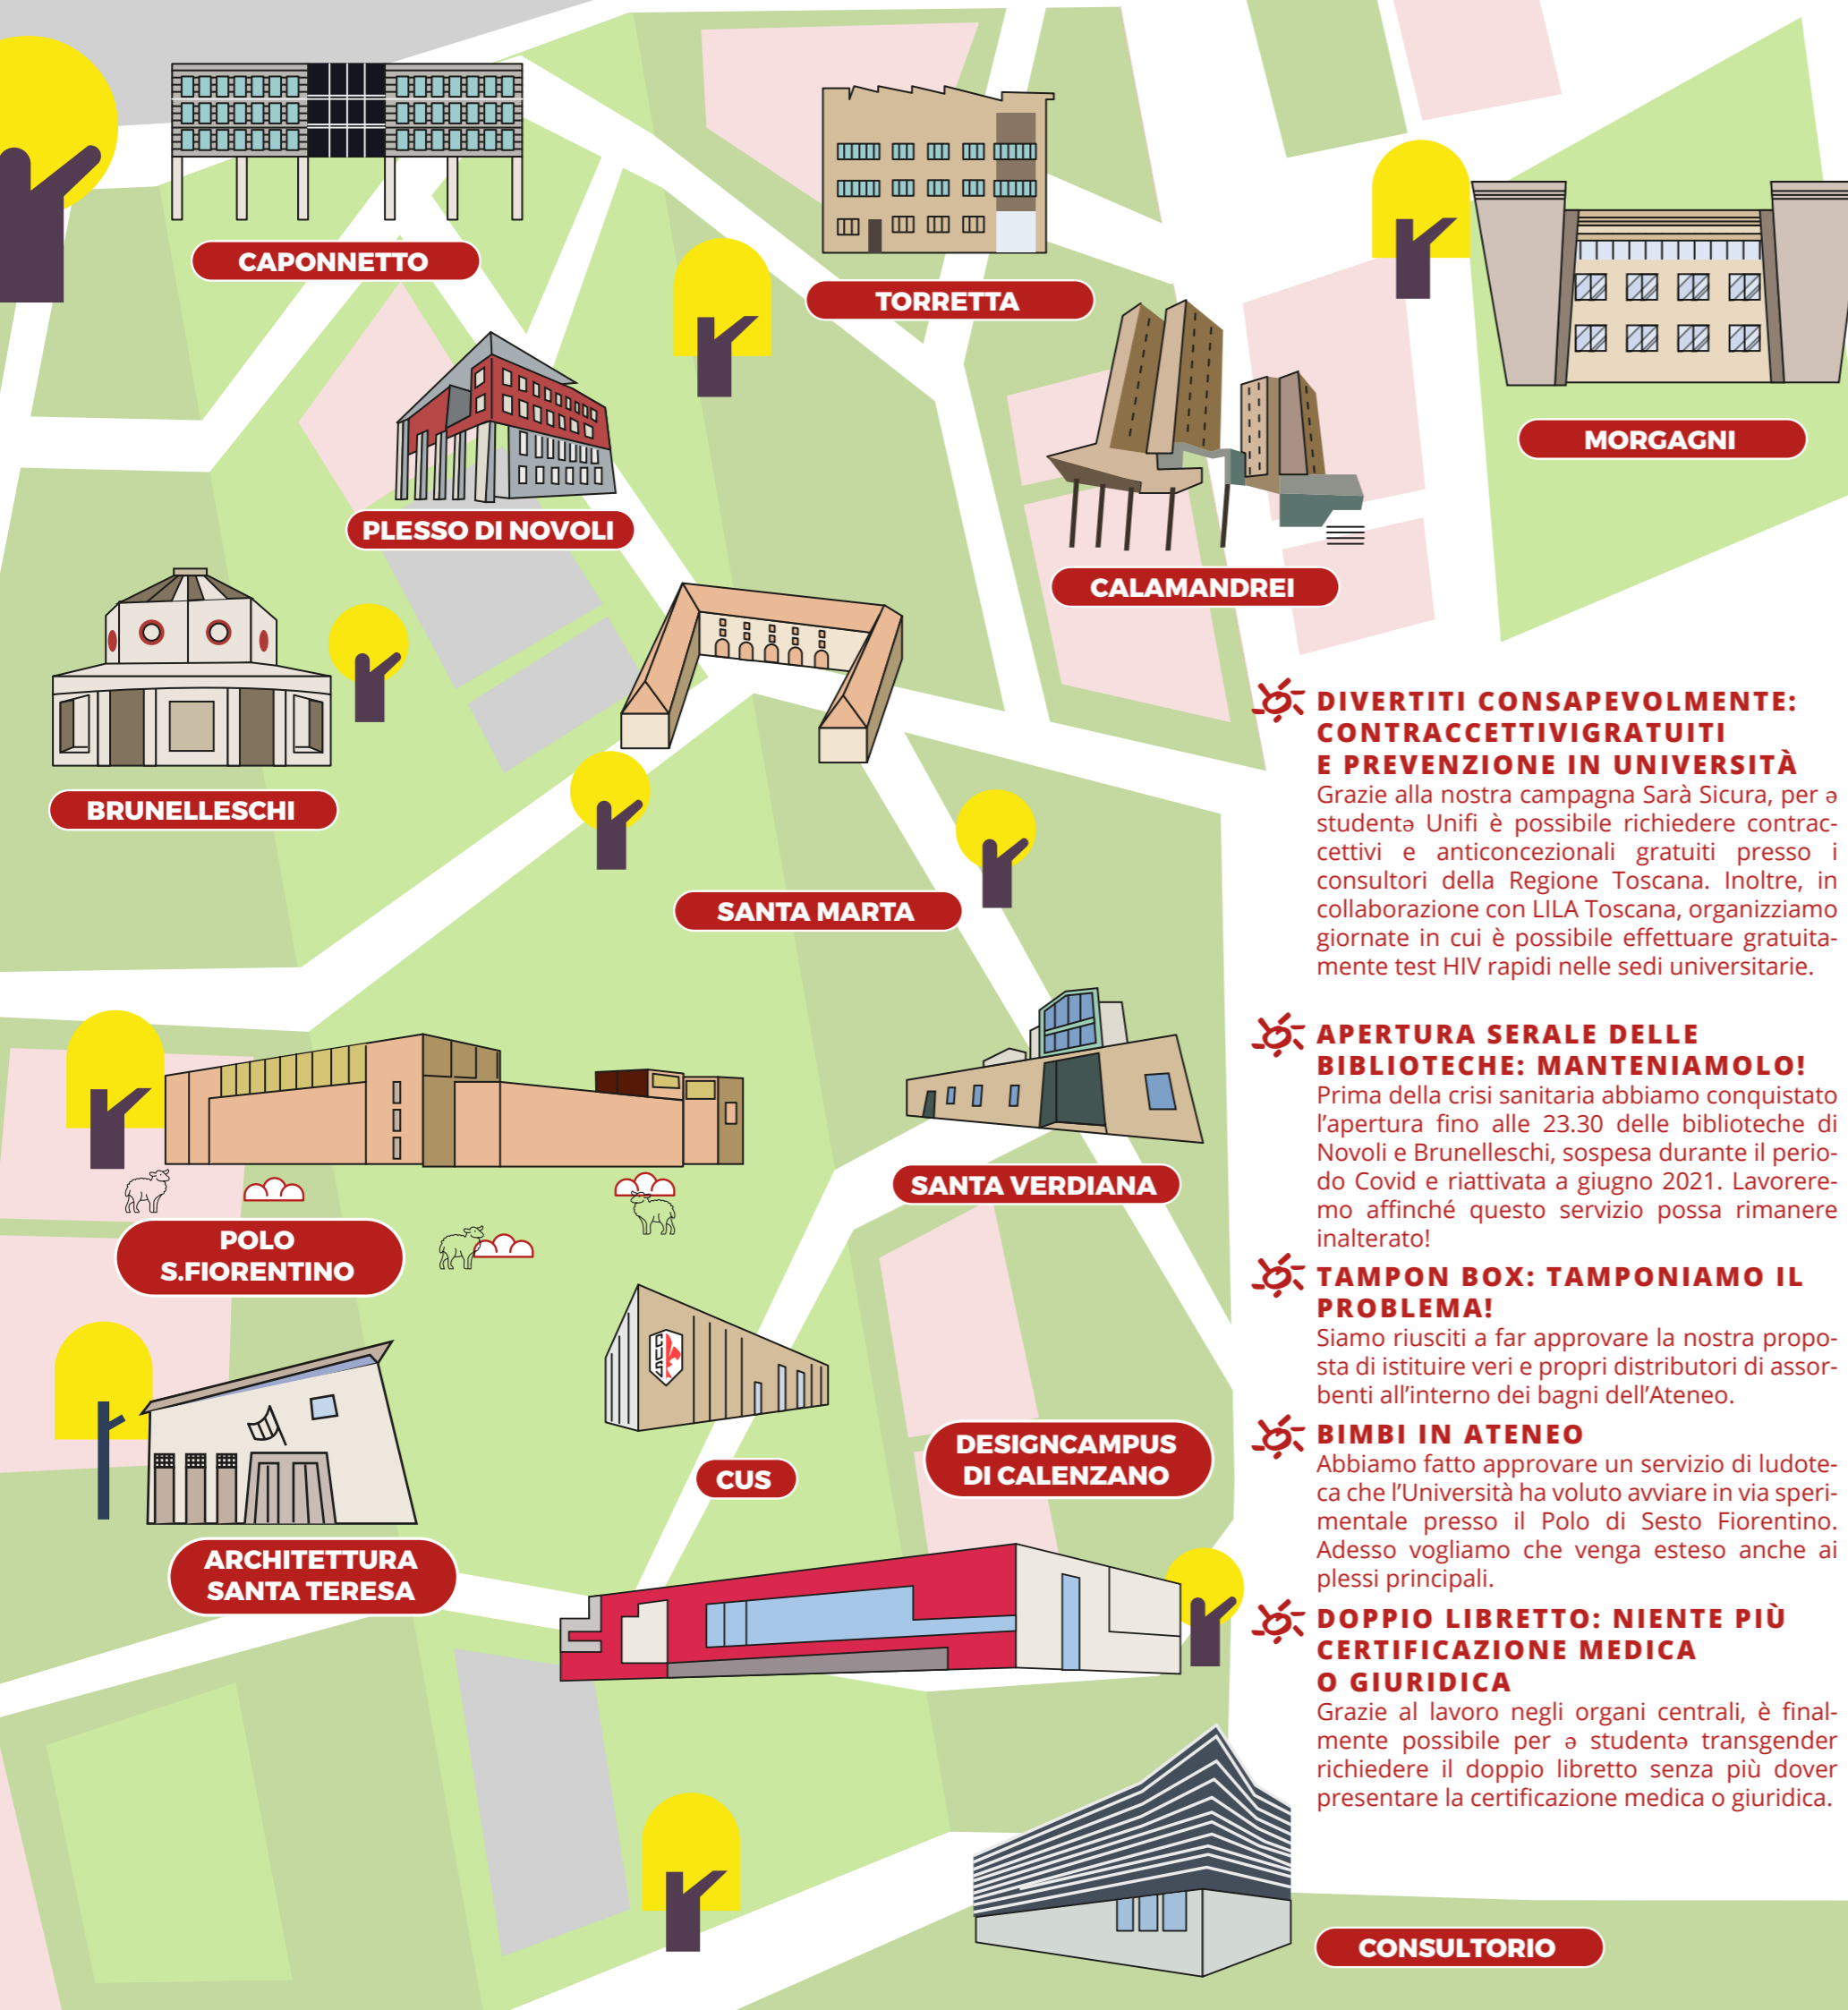 CAPONNETTO
TORRETTA
MORGAGNI
PLESSO DI NOVOLI
CALAMANDREI
BRUNELLESCHI
SANTA MARTA
SANTA VERDIANA
POLO
S.FIORENTINO
CUS
CUS
DESIGNCAMPUS
DI CALENZANO
ARCHITETTURA
SANTA TERESA
CONSULTORIO
DIVERTITI CONSAPEVOLMENTE:
CONTRACCETTIVIGRATUITI
E PREVENZIONE IN UNIVERSITÀ
Grazie alla nostra campagna Sarà Sicura, per ə
studentə Unifi è possibile richiedere contrac-
cettivi e anticoncezionali gratuiti presso i
consultori della Regione Toscana. Inoltre, in
collaborazione con LILA Toscana, organizziamo
giornate in cui è possibile effettuare gratuita-
mente test HIV rapidi nelle sedi universitarie.
APERTURA SERALE DELLE
BIBLIOTECHE: MANTENIAMOLO!
Prima della crisi sanitaria abbiamo conquistato
l'apertura fino alle 23.30 delle biblioteche di
Novoli e Brunelleschi, sospesa durante il perio-
do Covid e riattivata a giugno 2021. Lavorere-
mo affinché questo servizio possa rimanere
inalterato!
TAMPON BOX: TAMPONIAMO IL
PROBLEMA!
Siamo riusciti a far approvare la nostra propo-
sta di istituire veri e propri distributori di assor-
benti all'interno dei bagni dell'Ateneo.
BIMBI IN ATENEO
Abbiamo fatto approvare un servizio di ludote-
ca che l'Università ha voluto avviare in via speri-
mentale presso il Polo di Sesto Fiorentino.
Adesso vogliamo che venga esteso anche ai
plessi principali.
DOPPIO LIBRETTO: NIENTE PIÙ
CERTIFICAZIONE MEDICA
O GIURIDICA
Grazie al lavoro negli organi centrali, è final-
mente possibile per ə studentə transgender
richiedere il doppio libretto senza più dover
presentare la certificazione medica o giuridica.